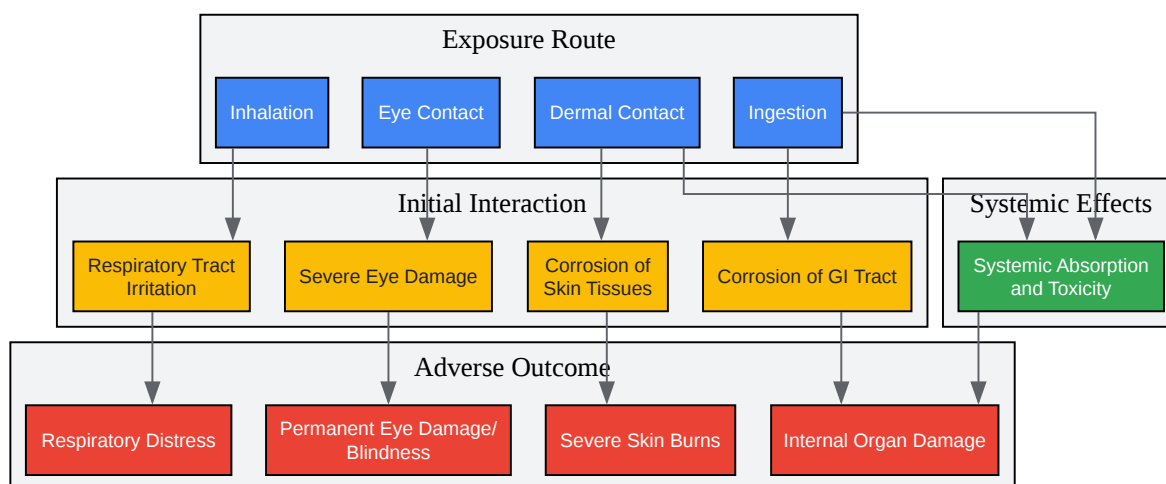 Exposure Route
Inhalation
Eye Contact
Dermal Contact
Ingestion
Initial Interaction
Systemic Effects
Respiratory Tract
Irritation
Severe Eye Damage
Corrosion of
Skin Tissues
Corrosion of GI Tract
Systemic Absorption
and Toxicity
Adverse Outcome
Respiratory Distress
Permanent Eye Damage/
Blindness
Severe Skin Burns
Internal Organ Damage